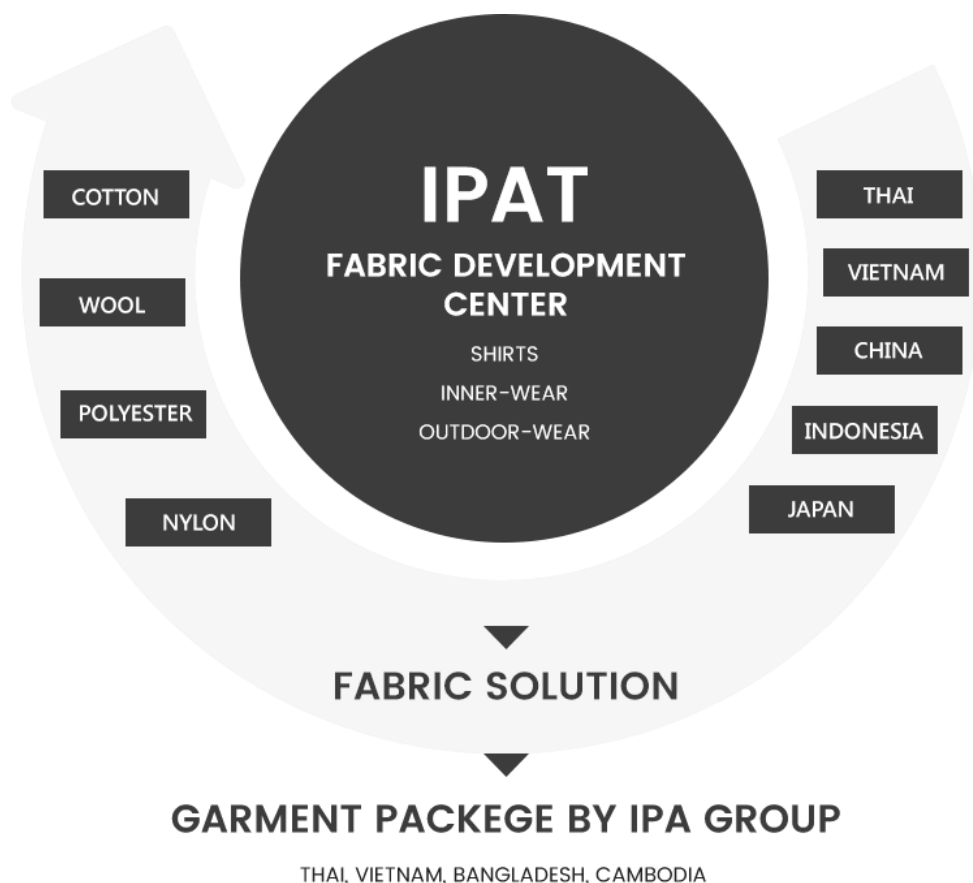 IPAT
FABRIC DEVELOPMENT
CENTER
SHIRTS
INNER-WEAR
OUTDOOR-WEAR
COTTON
WOOL
POLYESTER
NYLON
THAI
VIETNAM
CHINA
INDONESIA
JAPAN
FABRIC SOLUTION
GARMENT PACKEGE BY IPA GROUP
THAI, VIETNAM, BANGLADESH, CAMBODIA